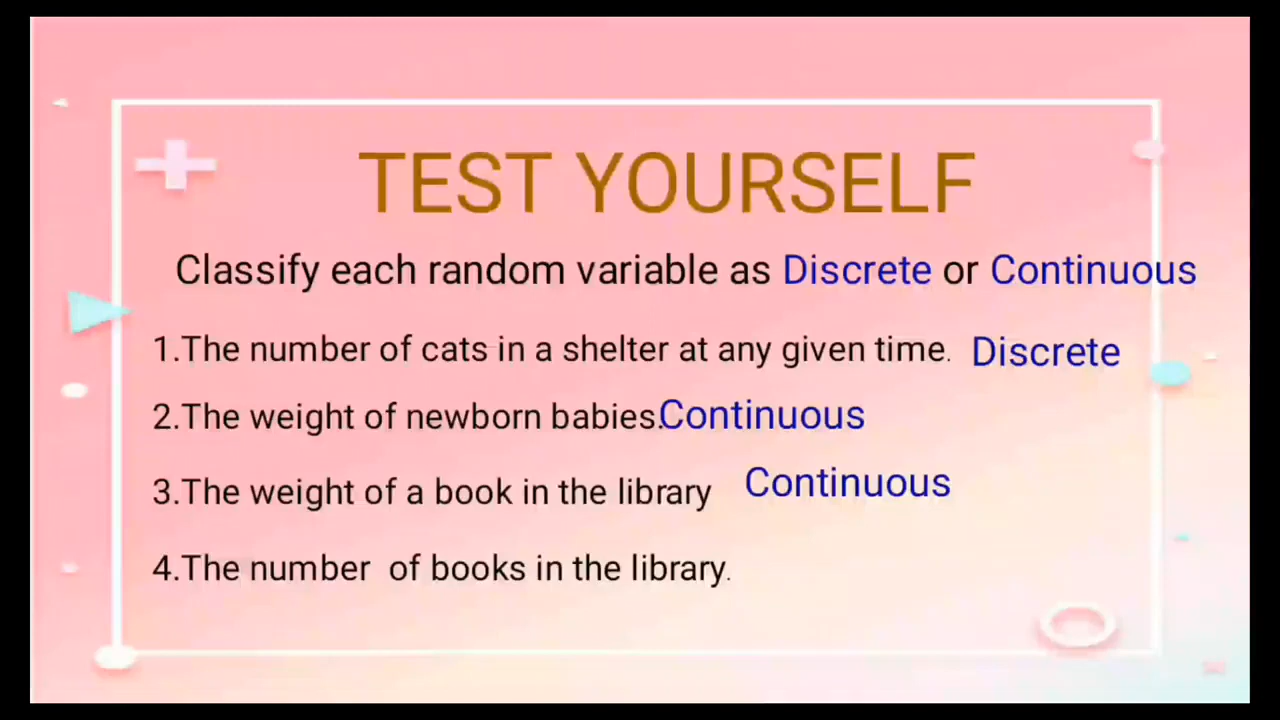 TEST YOURSELF
Classify each random variable as Discrete or Continuous
1.The number of cats in a shelter at any given time. Discrete
2.The weight of newborn babies.Continuous
3.The weight of a book in the library Continuous
4.The number of books in the library.